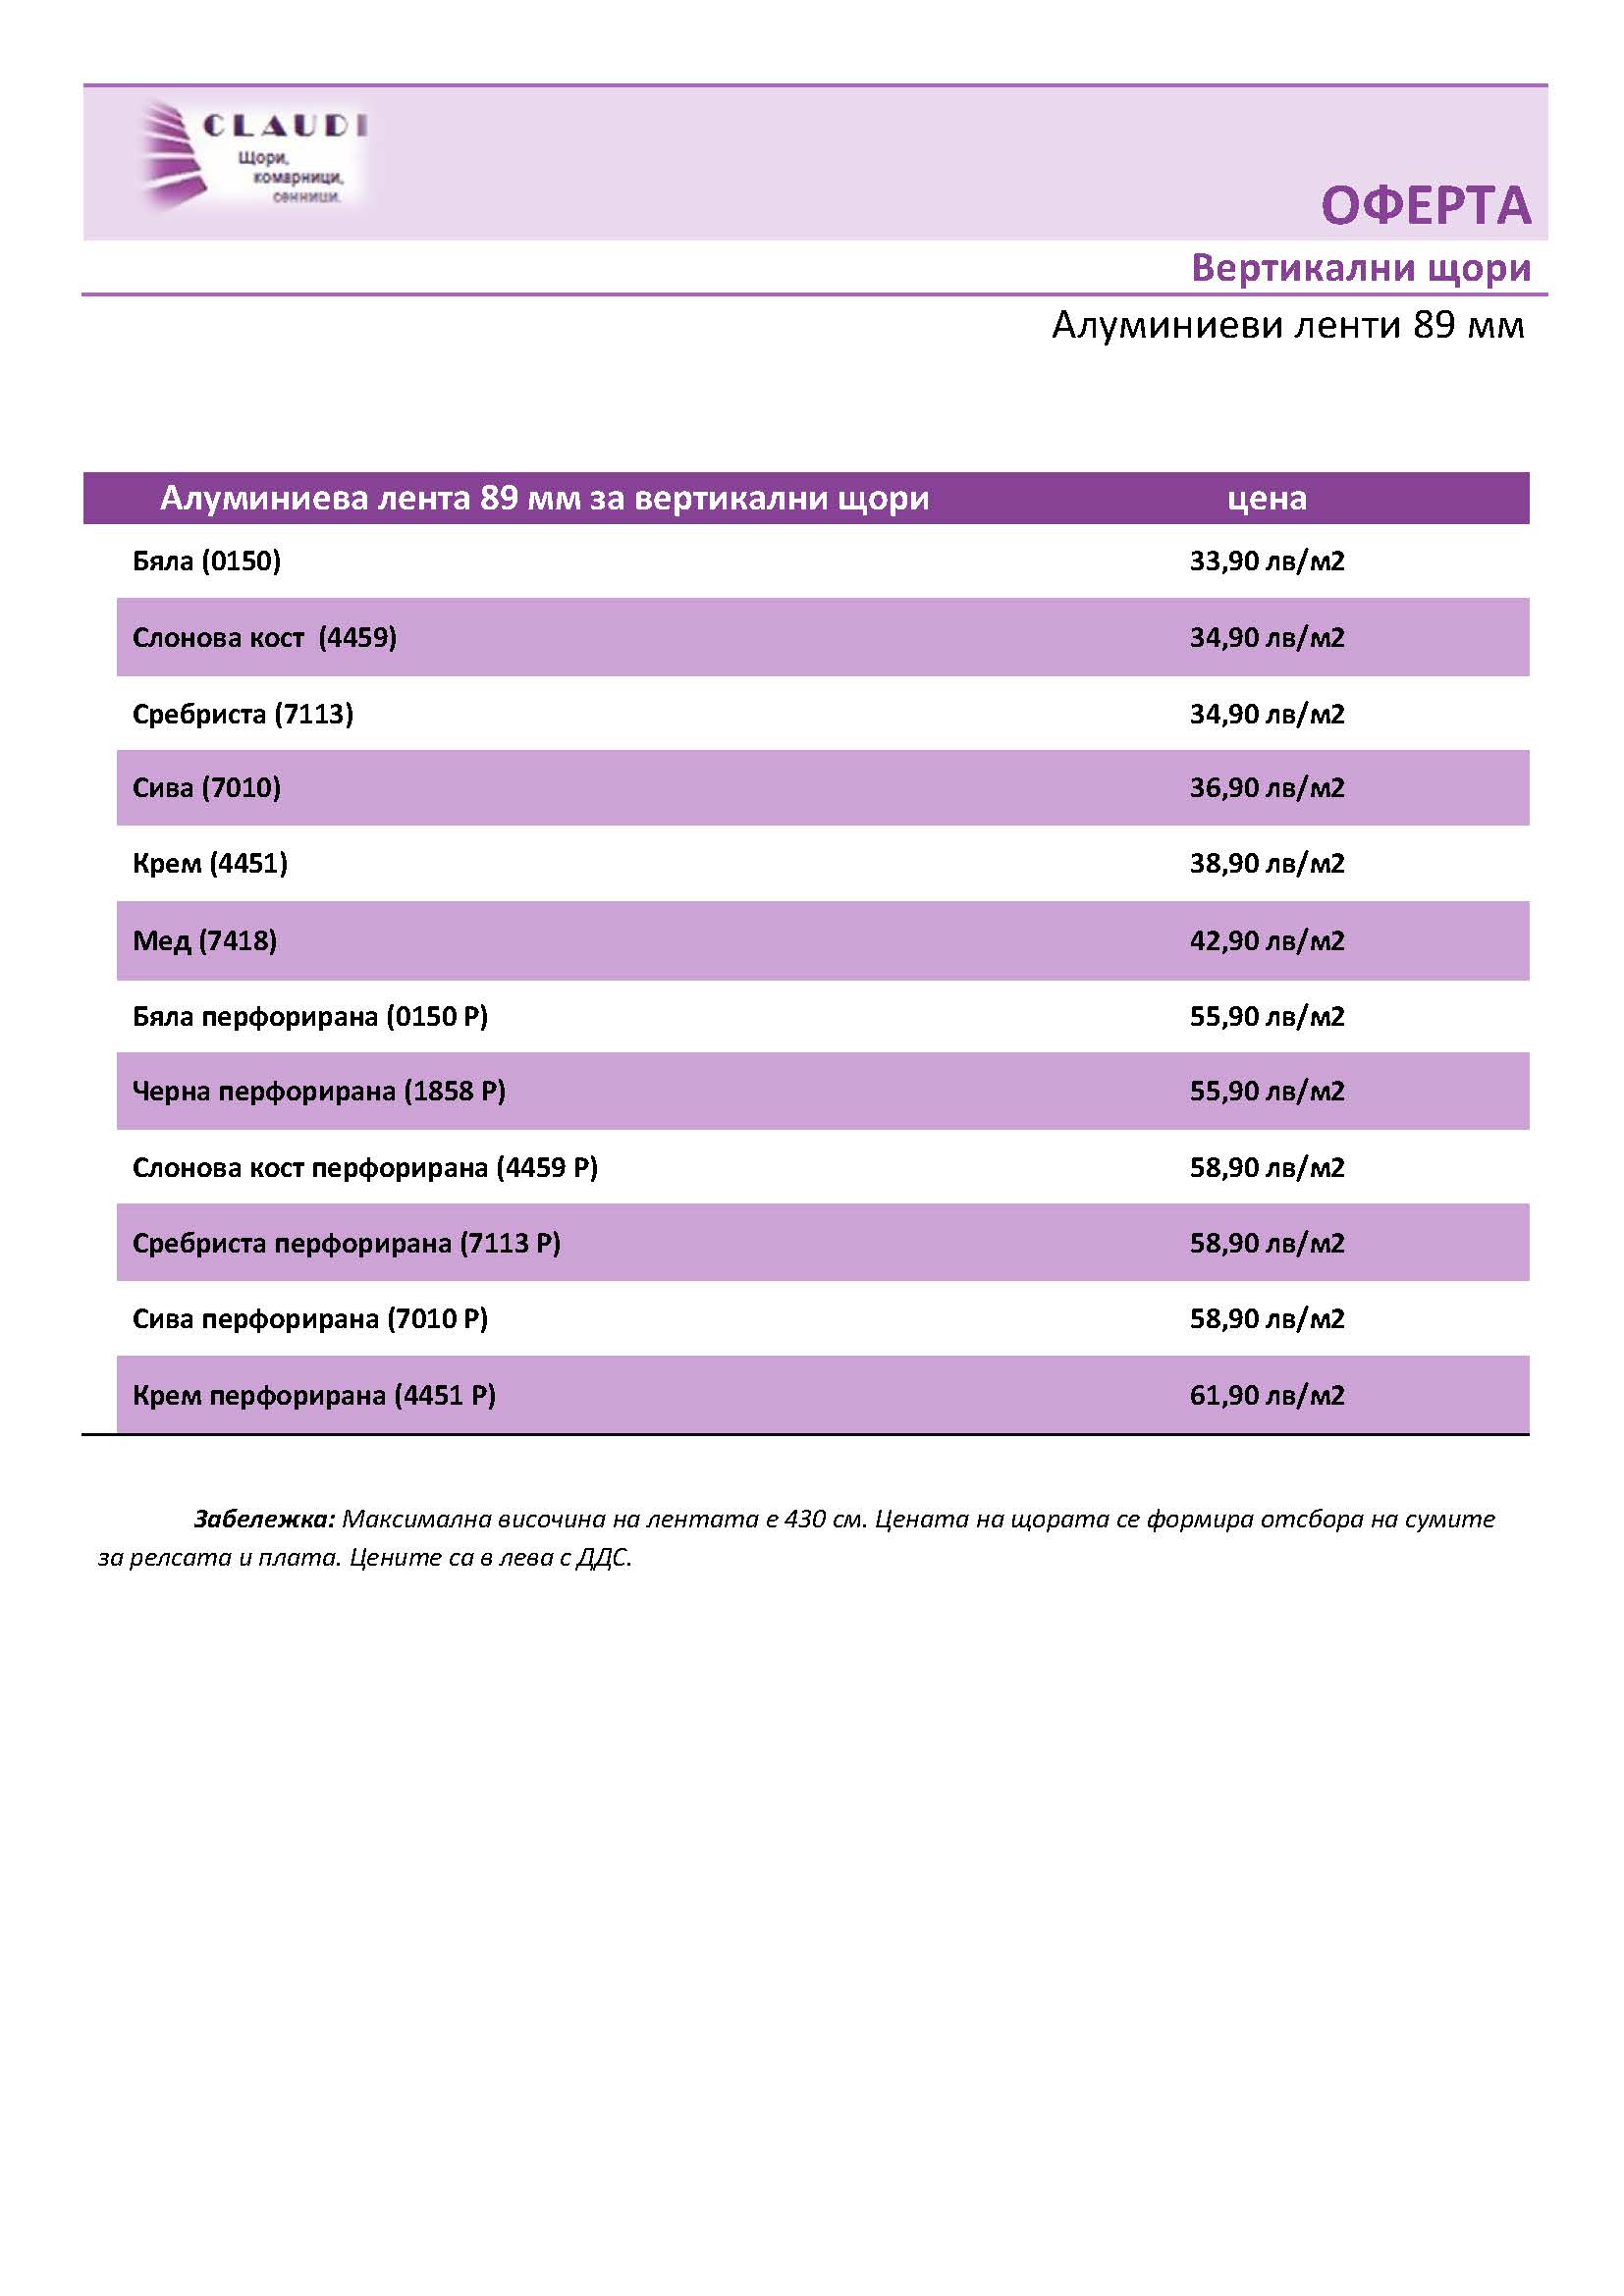 CLAUDI
Щори,
комарници,
сенници.
ОФЕРТА
Вертикални щори
Алуминиеви ленти 89 мм
Алуминиева лента 89 мм за вертикални щори цена
Бяла (0150) 33,90 лв/м2
Слонова кост (4459) 34,90 лв/м2
Сребриста (7113) 34,90 лв/м2
Сива (7010) 36,90 лв/м2
Крем (4451) 38,90 лв/м2
Мед (7418) 42,90 лв/м2
Бяла перфорирана (0150 Р) 55,90 лв/м2
Черна перфорирана (1858 Р) 55,90 лв/м2
Слонова кост перфорирана (4459 Р) 58,90 лв/м2
Сребриста перфорирана (7113 Р) 58,90 лв/м2
Сива перфорирана (7010 Р) 58,90 лв/м2
Крем перфорирана (4451 Р) 61,90 лв/м2
Забележка: Максимална височина на лентата е 430 см. Цената на щората се формира отсбора на сумите
за релсата и плата. Цените са в лева с ДДС.